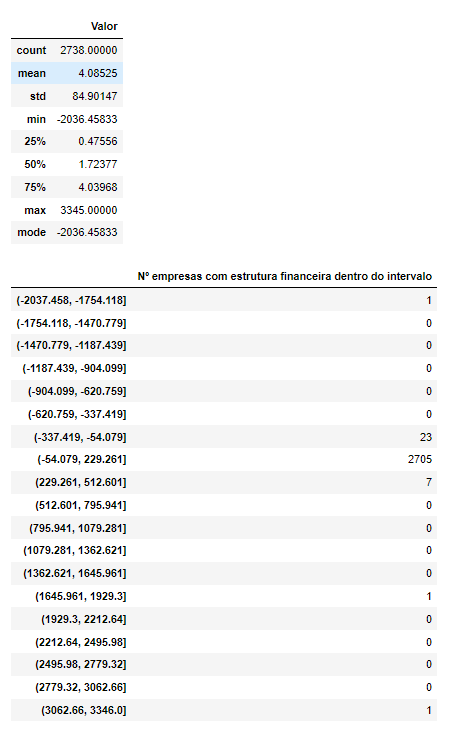 Valor
count 2738.00000
mean 4.08525
std 84.90147
min -2036.45833
25% 0.47556
50% 1.72377
75% 4.03968
max 3345.00000
mode -2036.45833
Nº empresas com estrutura financeira dentro do intervalo
(-2037.458, -1754.118] 1
(-1754.118, -1470.779] 0
(-1470.779, -1187.439] 0
(-1187.439, -904.099] 0
(-904.099, -620.759] 0
(-620.759, -337.419] 0
(-337.419, -54.079] 23
(-54.079, 229.261] 2705
(229.261, 512.601] 7
(512.601, 795.941] 0
(795.941, 1079.281] 0
(1079.281, 1362.621] 0
(1362.621, 1645.961] 0
(1645.961, 1929.3] 1
(1929.3, 2212.64] 0
(2212.64, 2495.98] 0
(2495.98, 2779.32] 0
(2779.32, 3062.66] 0
(3062.66, 3346.0] 1